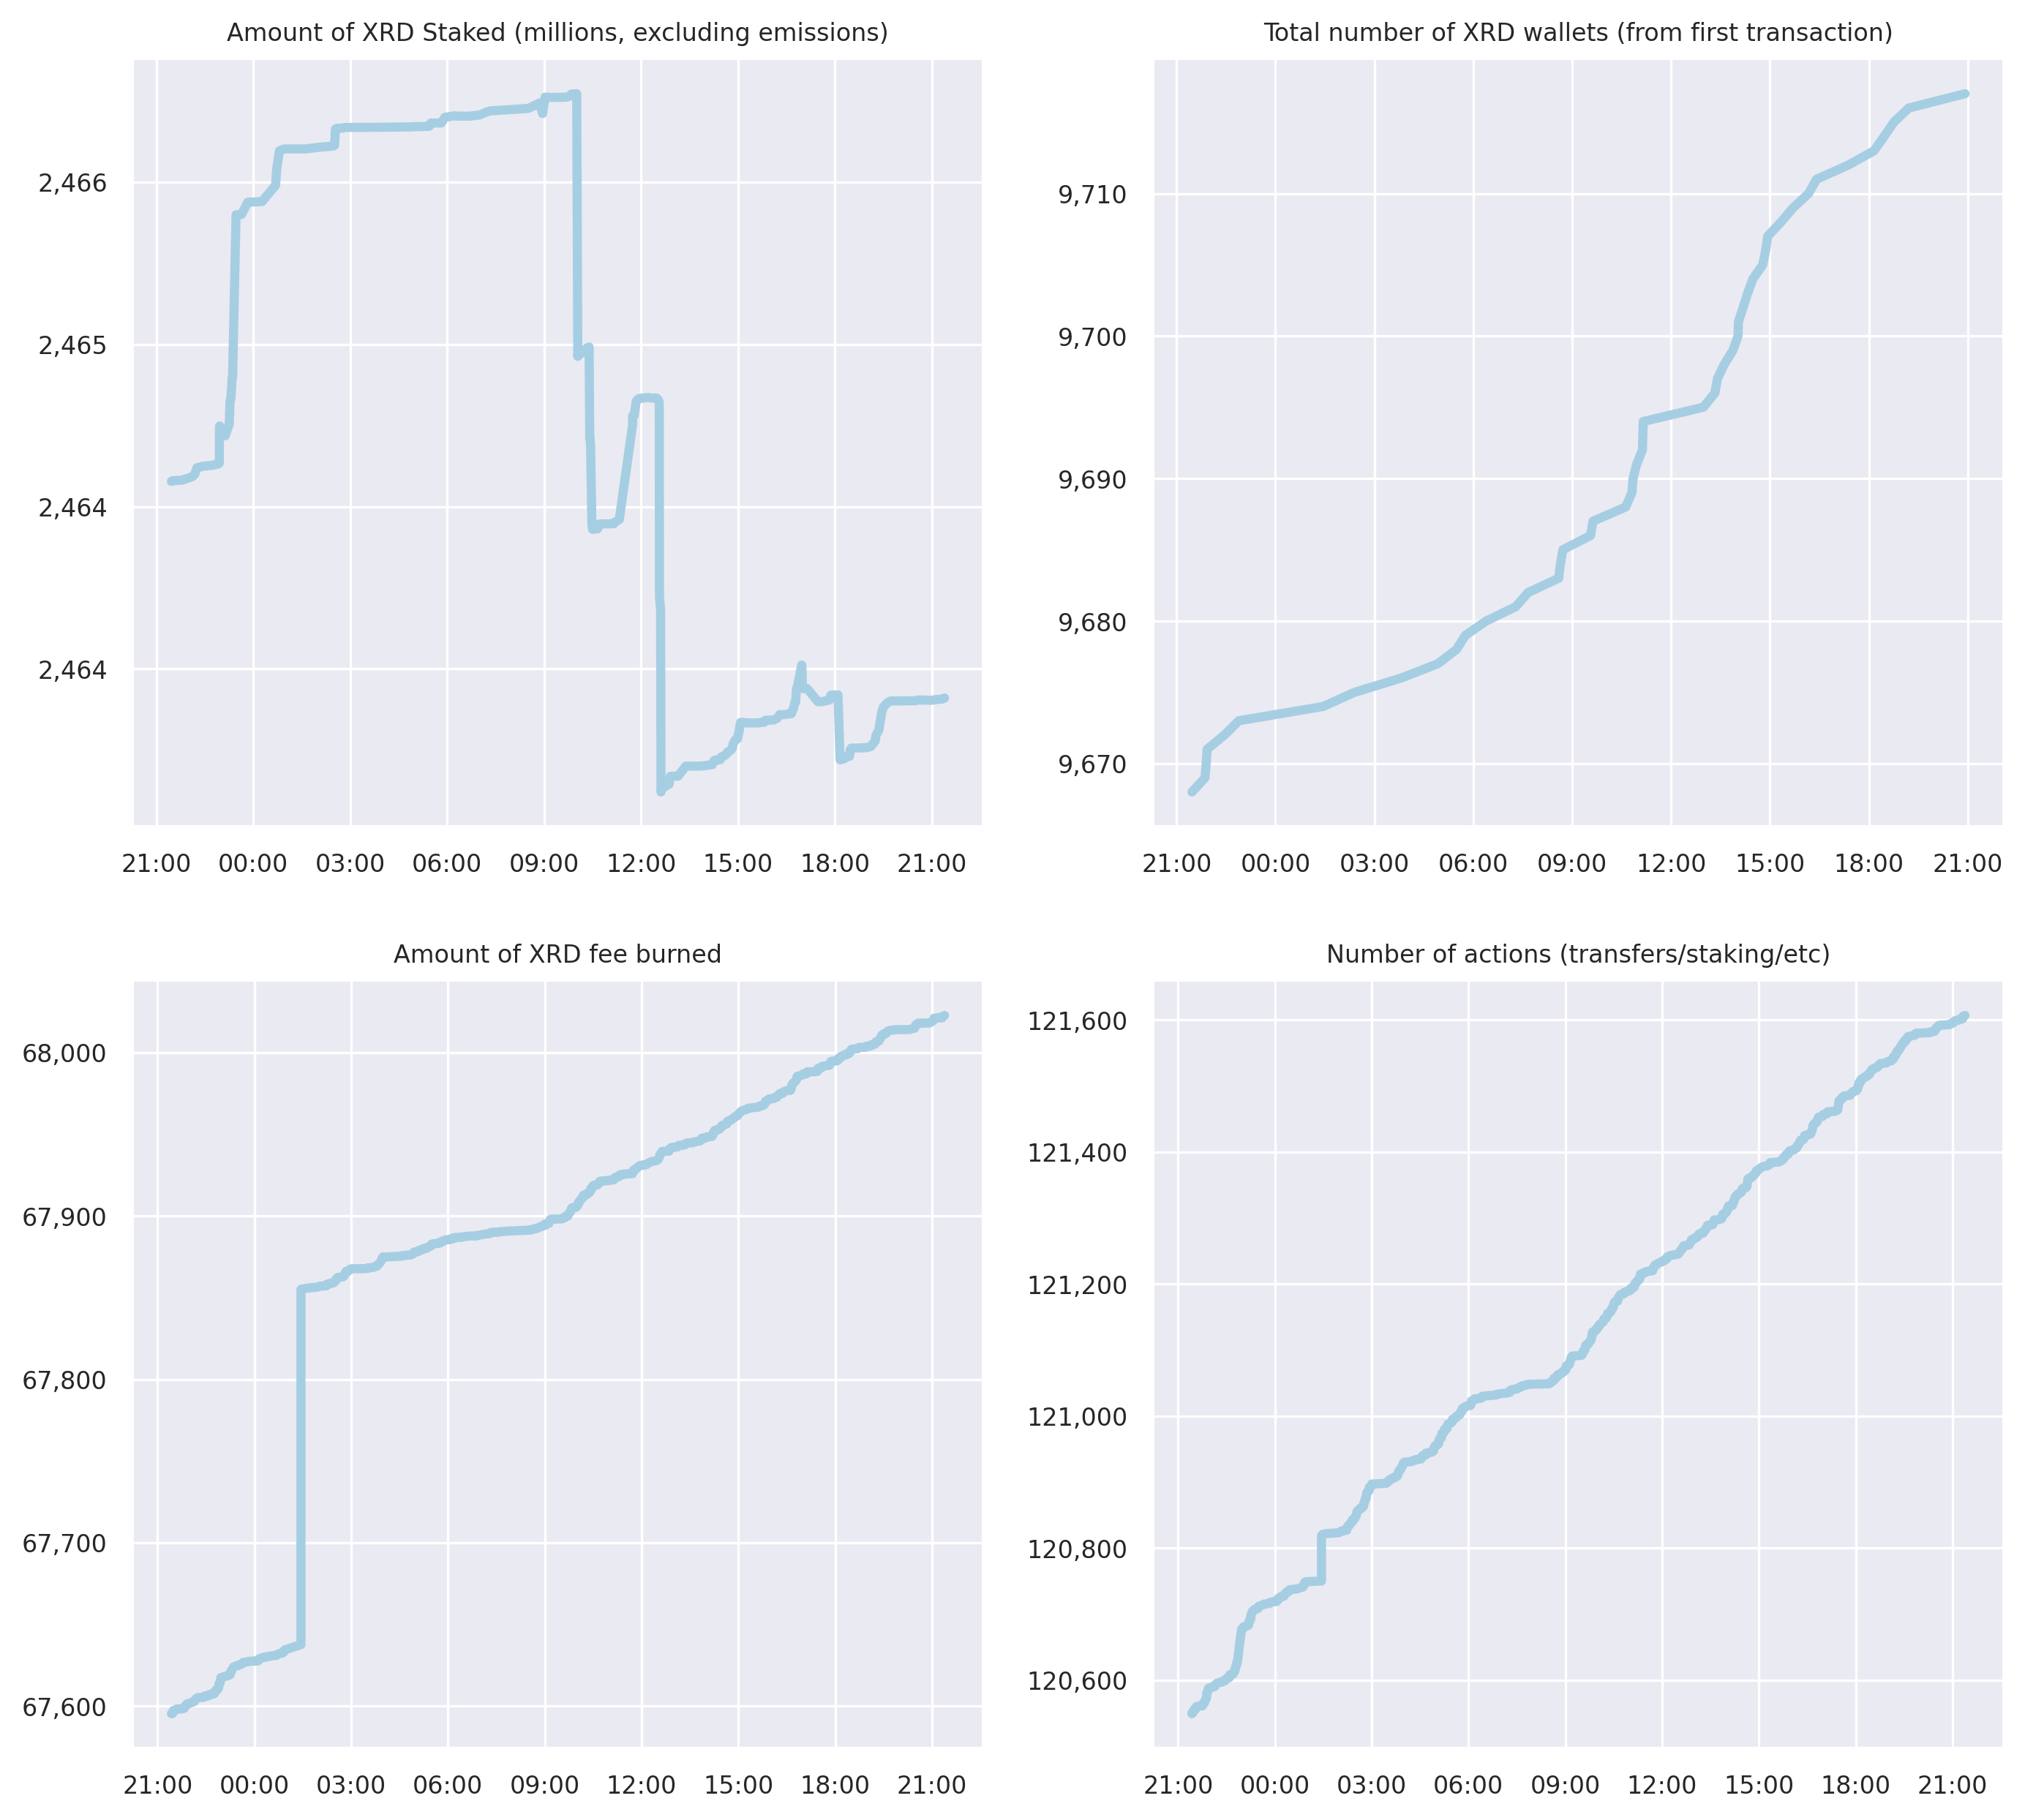 Amount of XRD Staked (millions, excluding emissions)
2,466
2,465
2,464
2,464
21:00 00:00 03:00 06:00 09:00 12:00 15:00 18:00 21:00
Total number of XRD wallets (from first transaction)
9,710
9,700
9,690
9,680
9,670
21:00 00:00 03:00 06:00 09:00 12:00 15:00 18:00 21:00
Amount of XRD fee burned
68,000
67,900
67,800
67,700
67,600
21:00 00:00 03:00 06:00 09:00 12:00 15:00 18:00 21:00
Number of actions (transfers/staking/etc)
121,600
121,400
121,200
121,000
120,800
120,600
21:00 00:00 03:00 06:00 09:00 12:00 15:00 18:00 21:00